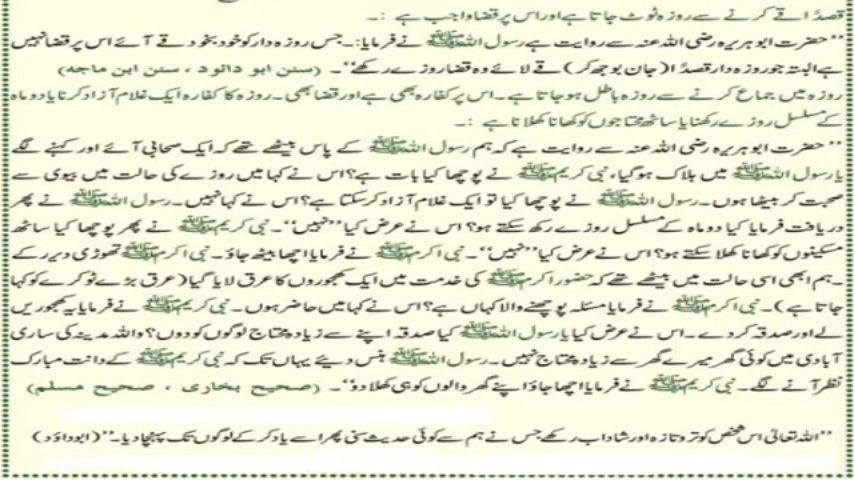 قصداً قے کرنے سے روزہ ٹوٹ جاتا ہے اور اس پر قضا واجب ہے :۔
’’حضرت ابو ہریرہ رضی اللہ عنہ سے روایت ہے رسول اللہ ﷺ نے فرمایا:۔ جس روزہ دار کو خود بخود قے آئے اس پر قضا نہیں
ہے البتہ جو روزہ دار قصداً (جان بوجھ کر) قے لائے وہ قضا روزے رکھے‘‘۔ (سنن ابو دائود ، سنن ابن ماجه)
روزہ میں جماع کرنے سے روزہ باطل ہو جاتا ہے۔ اس پر کفارہ بھی ہے اور قضا بھی۔ روزہ کا کفارہ ایک غلام آزاد کرنا یا دو ماہ
کے مسلسل روزے رکھنا یا ساٹھ محتاجوں کو کھانا کھلانا ہے :۔
’’حضرت ابو ہریرہ رضی اللہ عنہ سے روایت ہے کہ ہم رسول اللہ ﷺ کے پاس بیٹھے تھے کہ ایک صحابی آئے اور کہنے لگے
یا رسول اللہ ﷺ میں ہلاک ہو گیا، نبی کریم ﷺ نے پوچھا کیا بات ہے؟ اس نے کہا میں روزے کی حالت میں بیوی سے
صحبت کر بیٹھا ہوں۔ رسول اللہ ﷺ نے پوچھا کیا تو ایک غلام آزاد کر سکتا ہے؟ اس نے کہا نہیں۔ رسول اللہ ﷺ نے پھر
دریافت فرمایا کیا دو ماہ کے مسلسل روزے رکھ سکتے ہو؟ اس نے عرض کیا ’’نہیں‘‘۔ نبی کریم ﷺ نے پھر پوچھا کیا ساٹھ
مسکینوں کو کھانا کھلا سکتے ہو؟ اس نے عرض کیا ’’نہیں‘‘۔ نبی اکرم ﷺ نے فرمایا اچھا بیٹھ جاؤ۔ نبی اکرم ﷺ تھوڑی دیر رکے
۔ ہم ابھی اسی حالت میں بیٹھے تھے کہ حضور اکرم ﷺ کی خدمت میں ایک کھجوروں کا عرق لایا گیا (عرق بڑے ٹوکرے کو کہا
جاتا ہے)۔ نبی اکرم ﷺ نے فرمایا مسئلہ پوچھنے والا کہاں ہے؟ اس نے کہا میں حاضر ہوں۔ نبی کریم ﷺ نے فرمایا یہ کھجوریں
لے اور صدقہ کر دے۔ اس نے عرض کیا یا رسول اللہ ﷺ کیا صدقہ اپنے سے زیادہ محتاج لوگوں کو دوں؟ واللہ مدینہ کی ساری
آبادی میں کوئی گھر میرے گھر سے زیادہ محتاج نہیں۔ رسول اللہ ﷺ ہنس دیئے یہاں تک کہ نبی کریم ﷺ کے دانت مبارک
نظر آنے لگے۔ نبی کریم ﷺ نے فرمایا اچھا جاؤ اپنے گھر والوں کو ہی کھلا دو‘‘۔ (صحيح بخاری ، صحيح مسلم)
’’اللہ تعالیٰ اس شخص کو تروتازہ اور شاداب رکھے جس نے ہم سے کوئی حدیث سنی پھر اسے یاد کر کے لوگوں تک پہنچا دیا۔‘‘ (ابوداؤد)